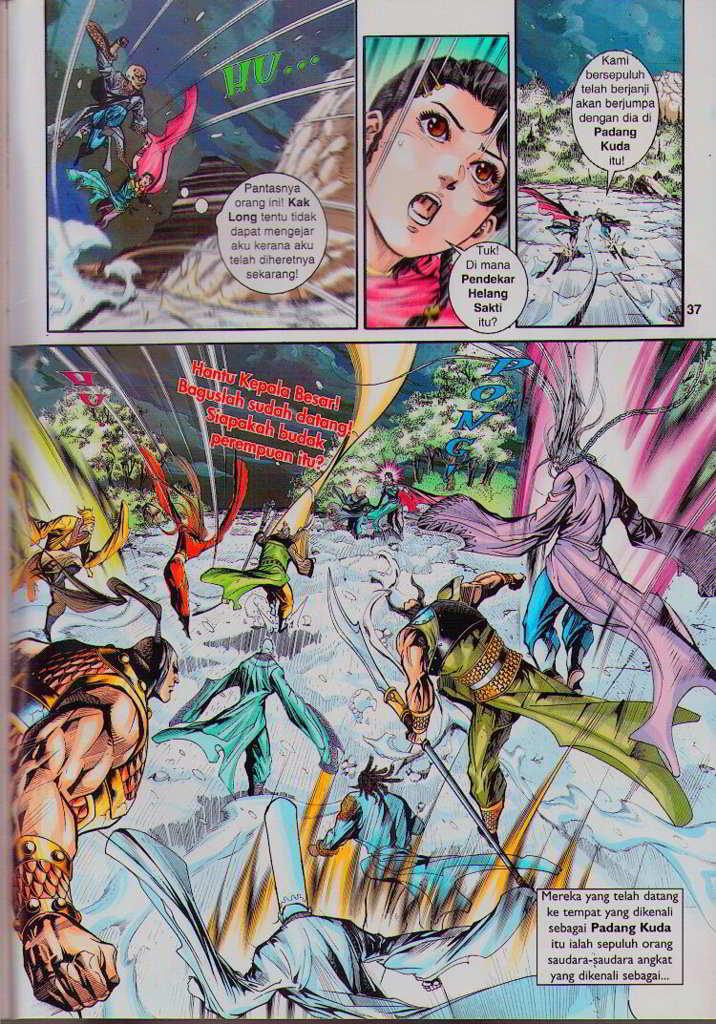 HU...
Pantasnya
orang ini! Kak
Long tentu tidak
dapat mengejar
aku kerana aku
telah diheretnya
sekarang!
Tuk!
Di mana
Pendekar
Helang
Sakti
itu?
Kami
bersepuluh
telah berjanji
akan berjumpa
dengan di
Padang
Kuda
itu!
37
HU
Hantu Kepala Besar!
Baguslah sudah datang!
Siapakah budak
perempuan itu?
PONG!
Mereka yang telah datang
ke tempat yang dikenali
sebagai Padang Kuda
itu ialah sepuluh orang
saudara-saudara angkat
yang dikenali sebagai...